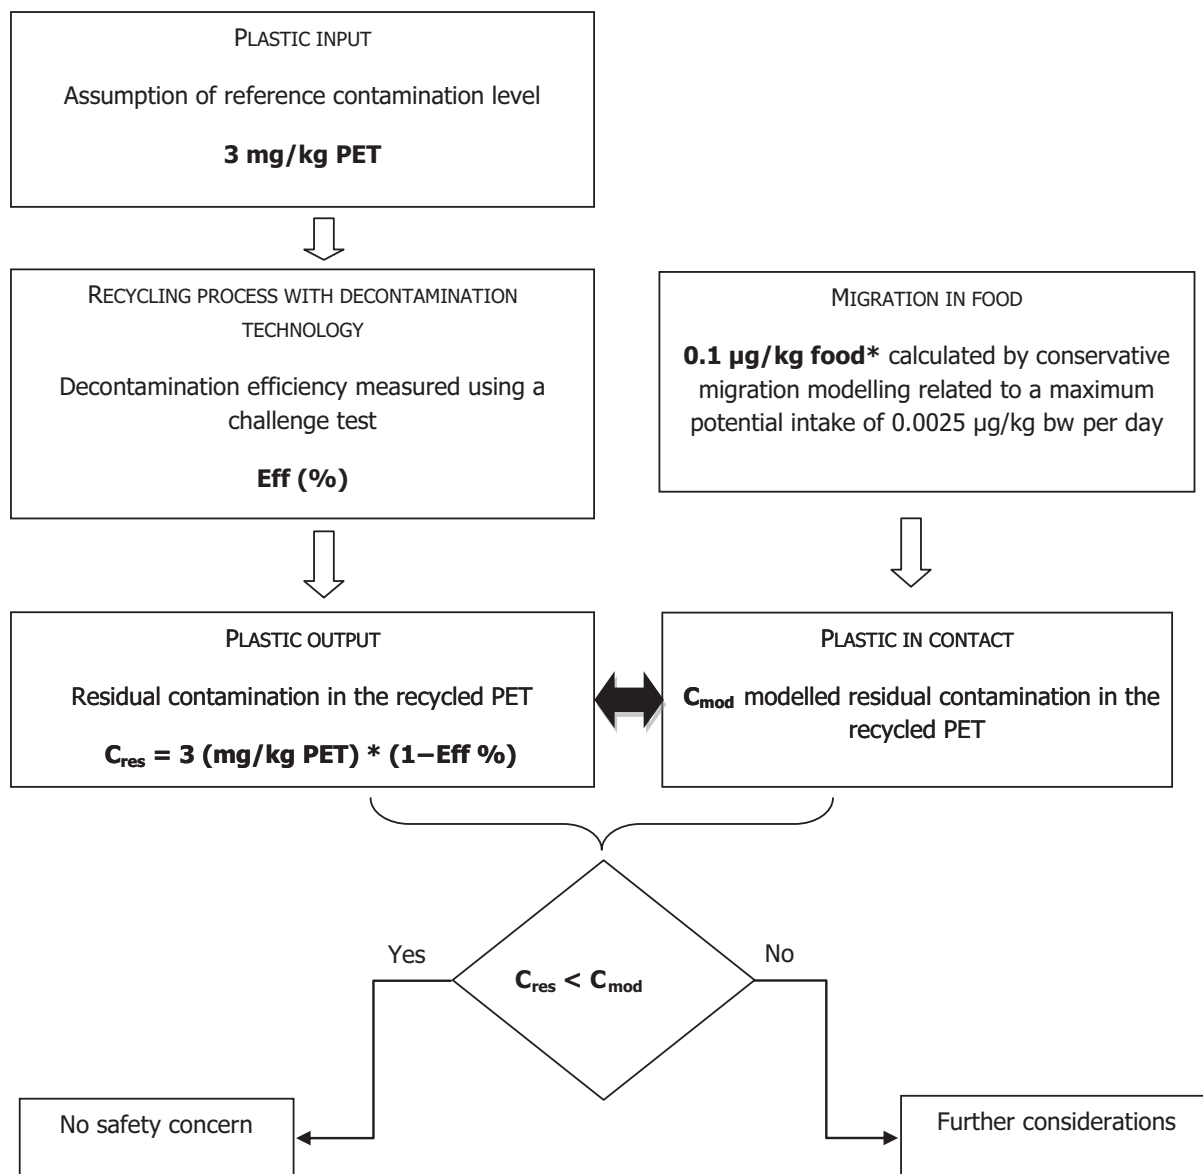 PLASTIC INPUT
Assumption of reference contamination level
3 mg/kg PET
RECYCLING PROCESS WITH DECONTAMINATION
TECHNOLOGY
Decontamination efficiency measured using a
challenge test
Eff (%)
MIGRATION IN FOOD
0.1 µg/kg food* calculated by conservative
migration modelling related to a maximum
potential intake of 0.0025 µg/kg bw per day
PLASTIC OUTPUT
Residual contamination in the recycled PET
Cres = 3 (mg/kg PET) * (1−Eff %)
PLASTIC IN CONTACT
Cmod modelled residual contamination in the
recycled PET
Yes
No
Cres < Cmod
No safety concern
Further considerations